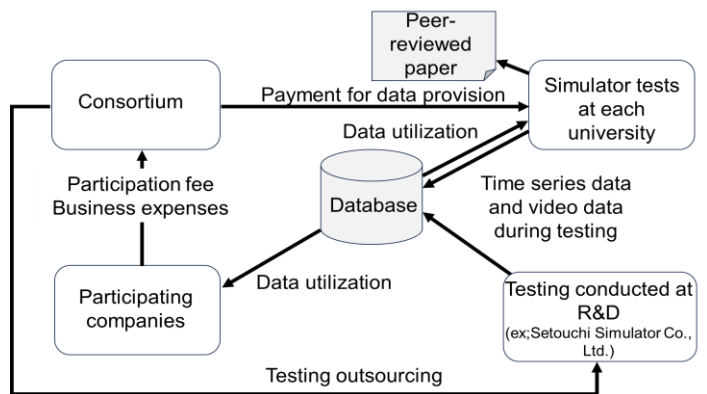 Peer-
reviewed
paper
Consortium
Payment for data provision
Simulator tests
at each
university
Data utilization
Participation fee
Business expenses
Database
Time series data
and video data
during testing
Participating
companies
Data utilization
Testing conducted at
R&D
(ex;Setouchi Simulator Co.,
Ltd.)
Testing outsourcing